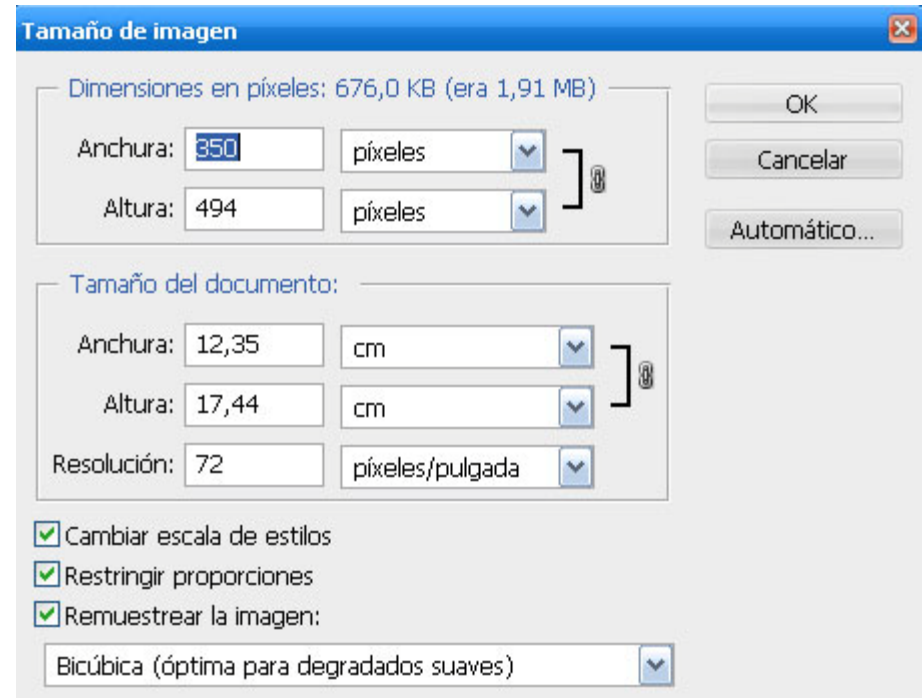 Tamaño de imagen
Dimensiones en píxeles: 676,0 KB (era 1,91 MB)
Anchura: 350 píxeles
Altura: 494 píxeles
OK
Cancelar
Automático...
Tamaño del documento:
Anchura: 12,35 cm
Altura: 17,44 cm
Resolución: 72 píxeles/pulgada
Cambiar escala de estilos
Restringir proporciones
Remuestrear la imagen:
Bicúbica (óptima para degradados suaves)